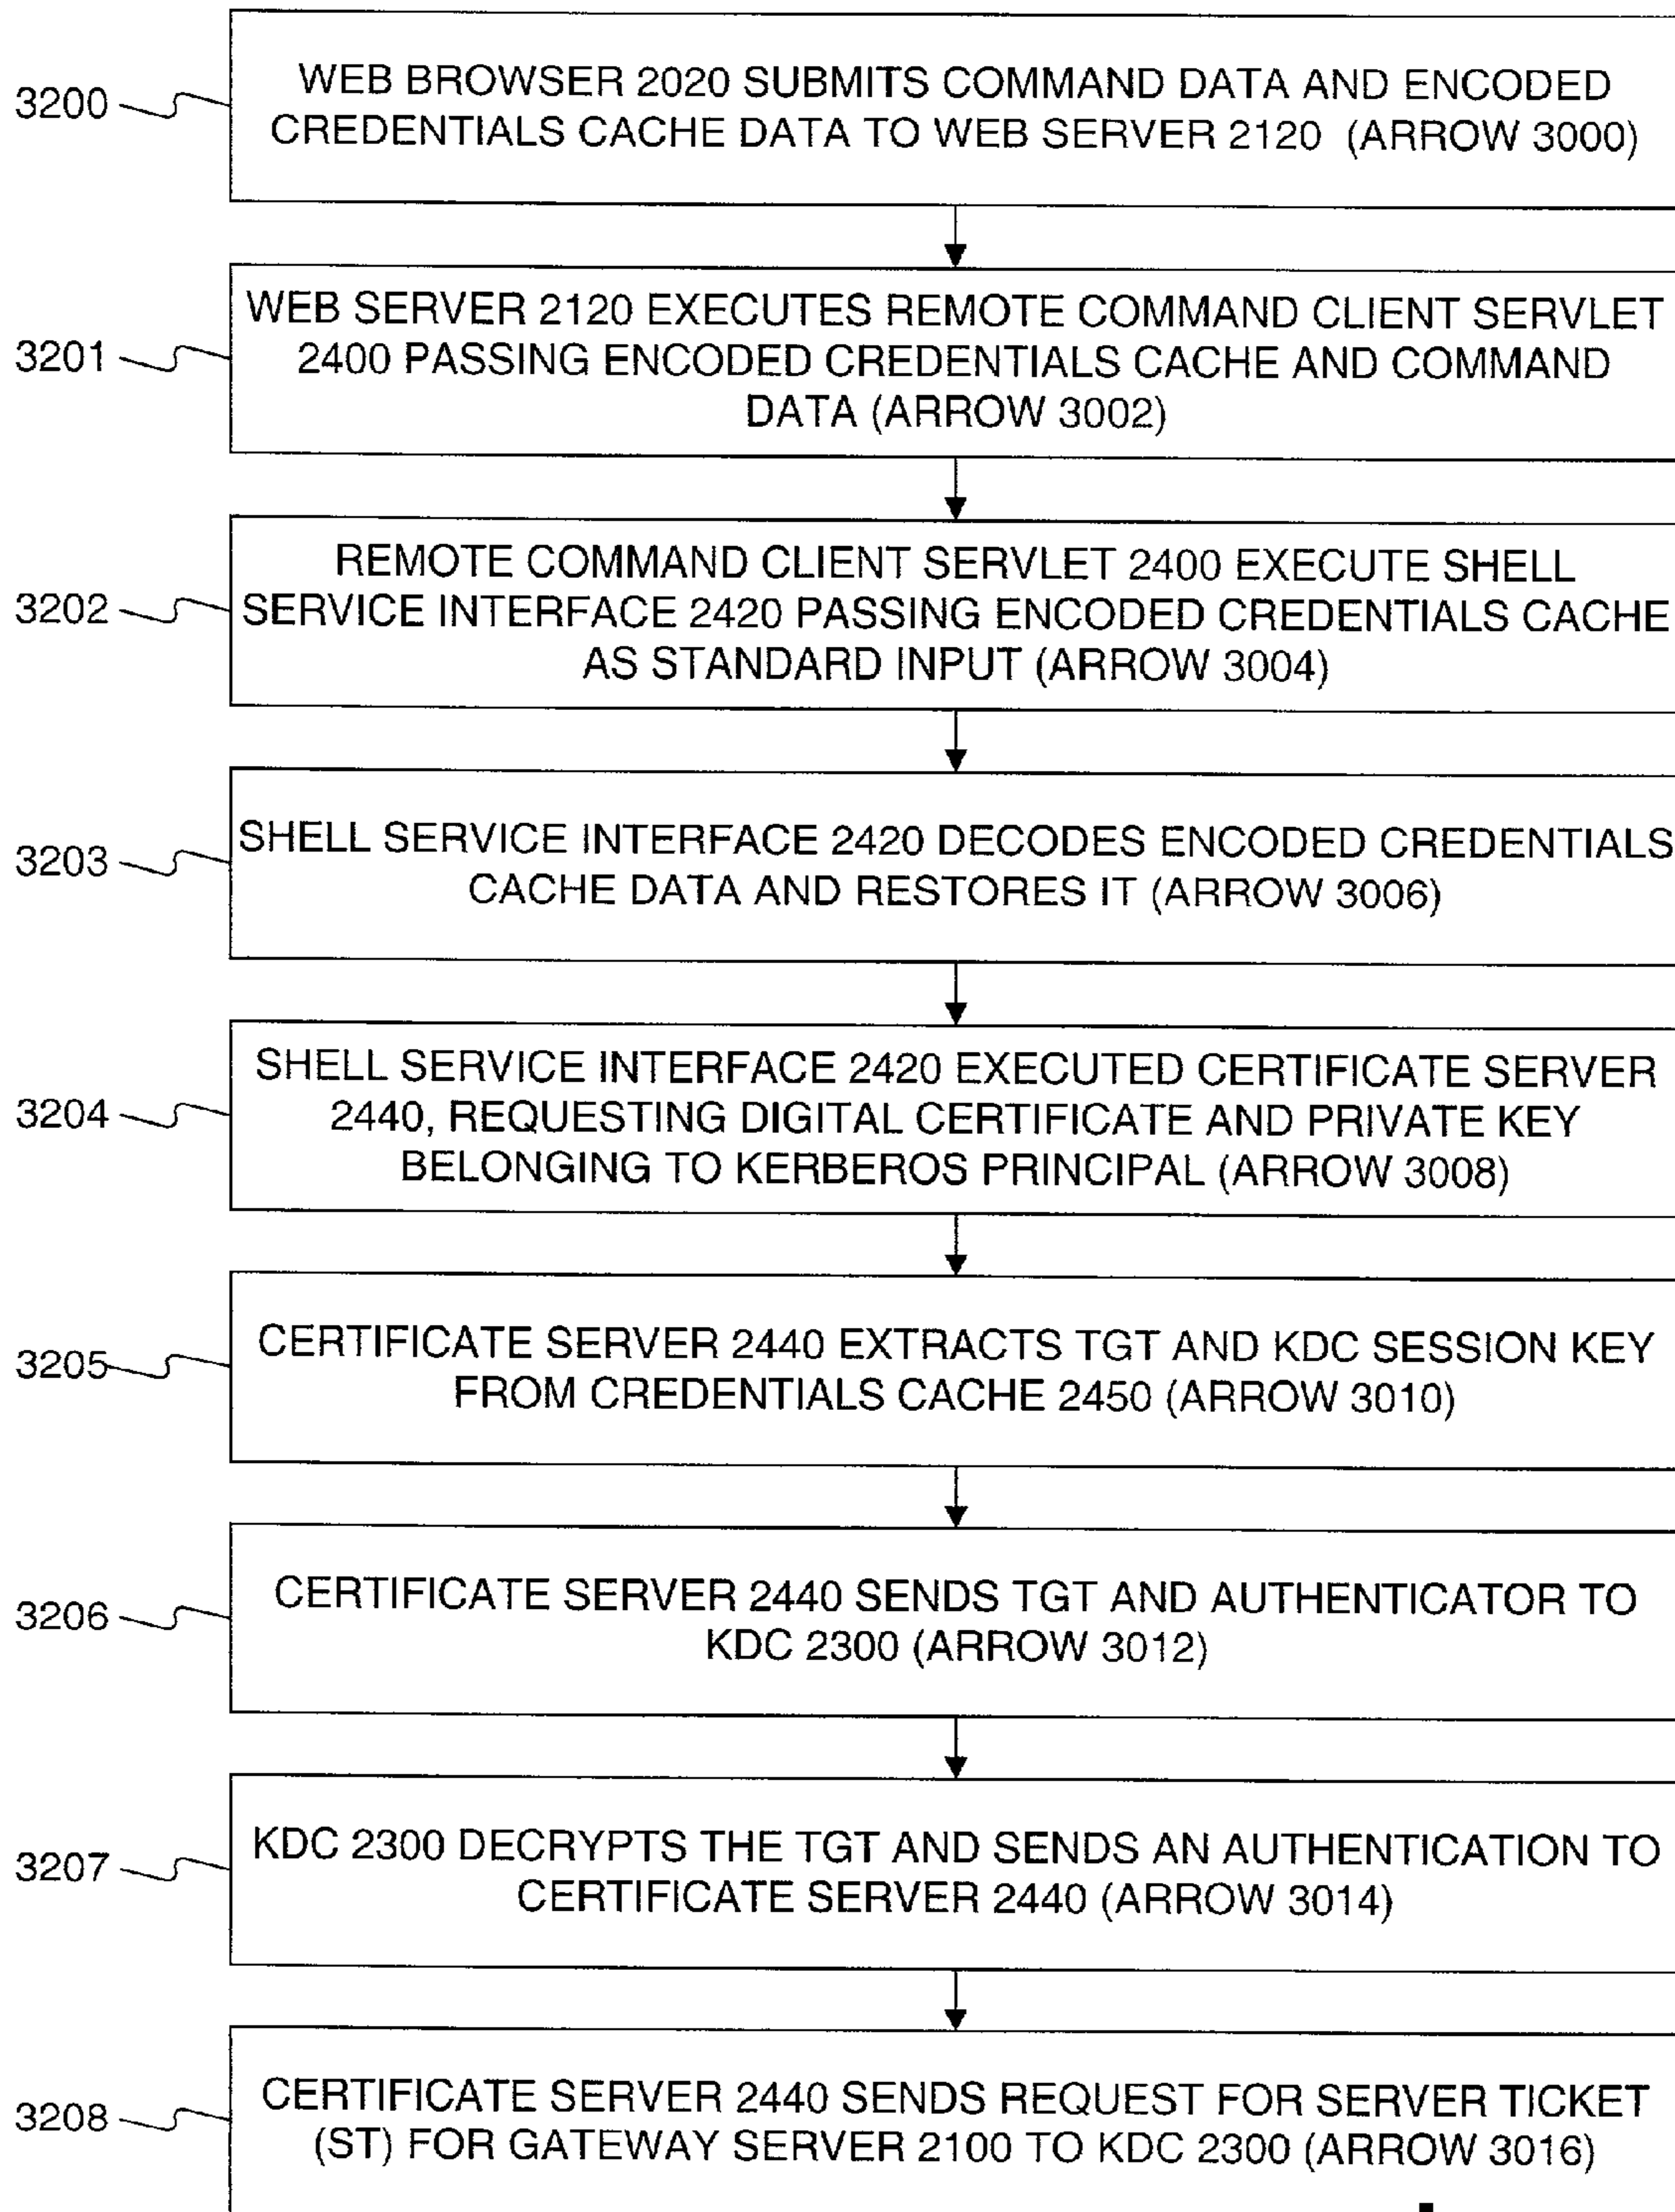 3200
WEB BROWSER 2020 SUBMITS COMMAND DATA AND ENCODED
CREDENTIALS CACHE DATA TO WEB SERVER 2120 (ARROW 3000)
3201
WEB SERVER 2120 EXECUTES REMOTE COMMAND CLIENT SERVLET
2400 PASSING ENCODED CREDENTIALS CACHE AND COMMAND
DATA (ARROW 3002)
3202
REMOTE COMMAND CLIENT SERVLET 2400 EXECUTE SHELL
SERVICE INTERFACE 2420 PASSING ENCODED CREDENTIALS CACHE
AS STANDARD INPUT (ARROW 3004)
3203
SHELL SERVICE INTERFACE 2420 DECODES ENCODED CREDENTIALS
CACHE DATA AND RESTORES IT (ARROW 3006)
3204
SHELL SERVICE INTERFACE 2420 EXECUTED CERTIFICATE SERVER
2440, REQUESTING DIGITAL CERTIFICATE AND PRIVATE KEY
BELONGING TO KERBEROS PRINCIPAL (ARROW 3008)
3205
CERTIFICATE SERVER 2440 EXTRACTS TGT AND KDC SESSION KEY
FROM CREDENTIALS CACHE 2450 (ARROW 3010)
3206
CERTIFICATE SERVER 2440 SENDS TGT AND AUTHENTICATOR TO
KDC 2300 (ARROW 3012)
3207
KDC 2300 DECRYPTS THE TGT AND SENDS AN AUTHENTICATION TO
CERTIFICATE SERVER 2440 (ARROW 3014)
3208
CERTIFICATE SERVER 2440 SENDS REQUEST FOR SERVER TICKET
(ST) FOR GATEWAY SERVER 2100 TO KDC 2300 (ARROW 3016)